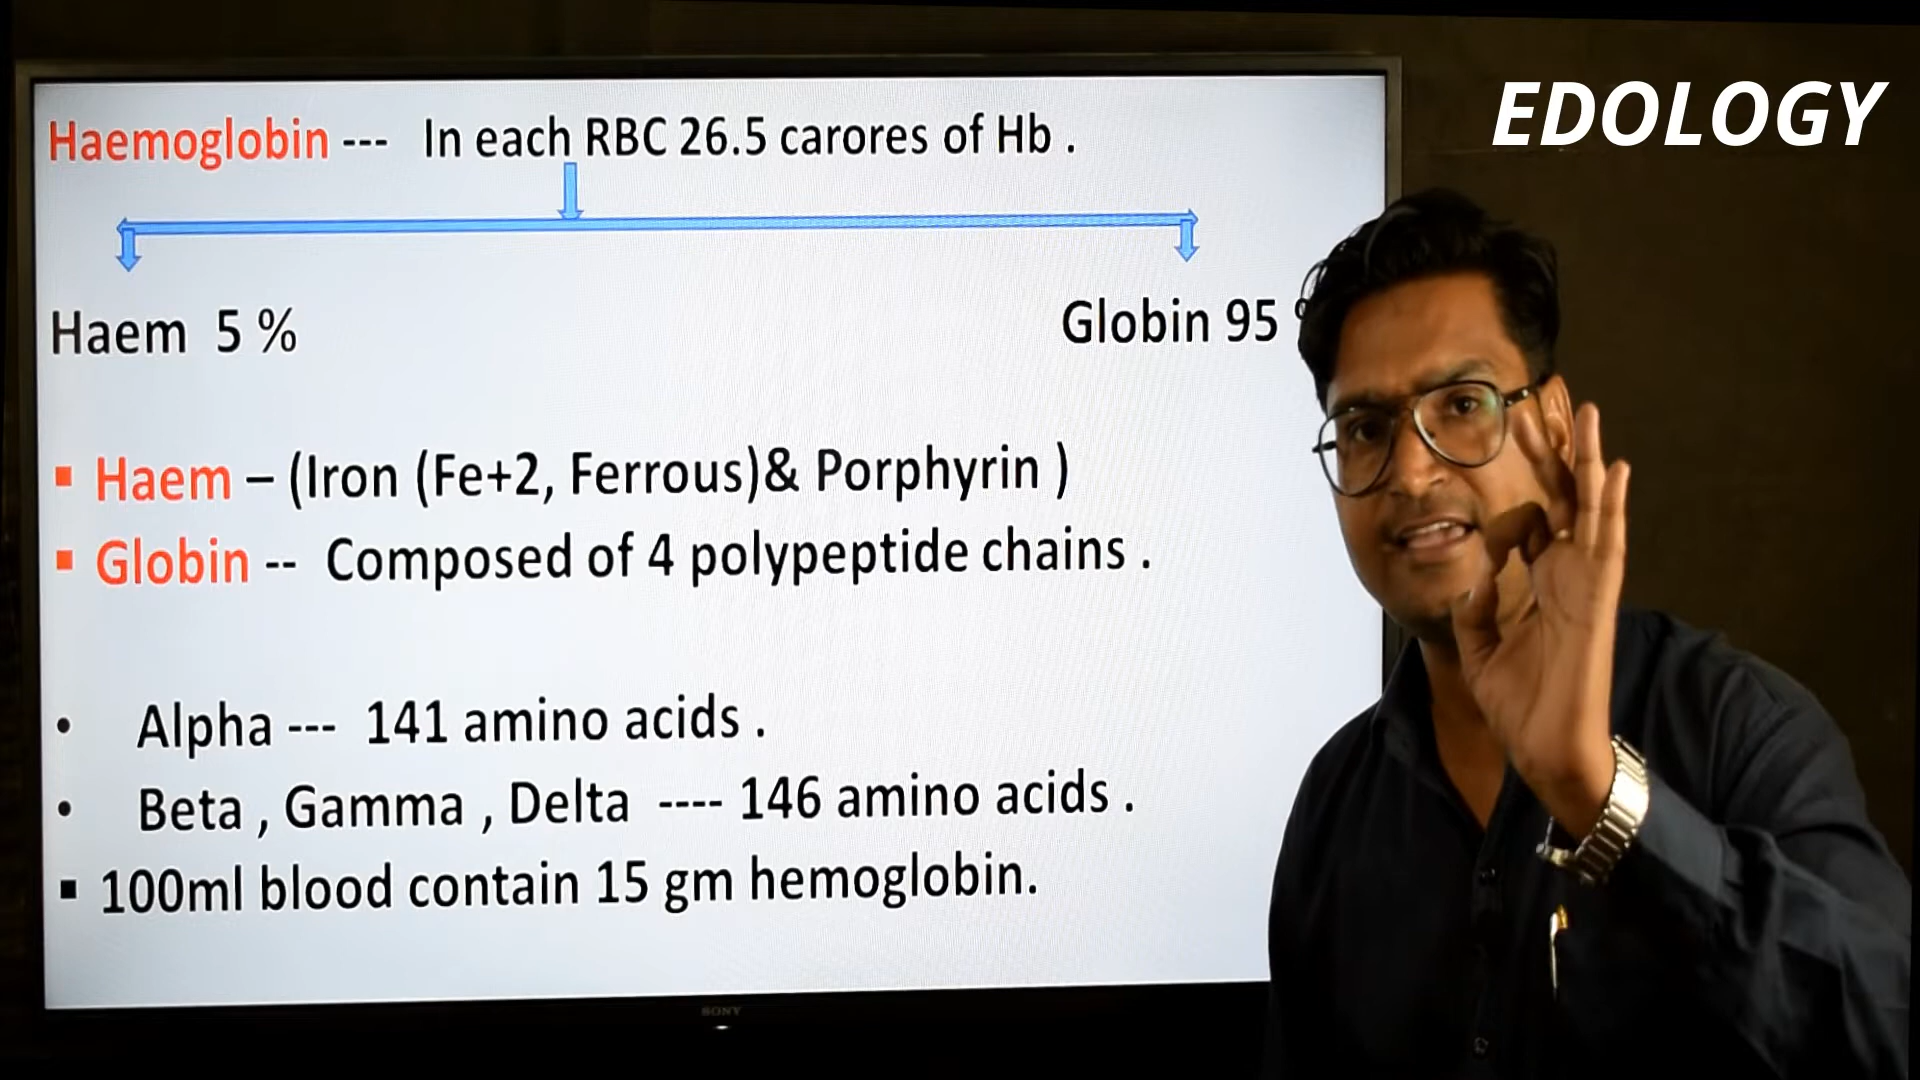 EDOLOGY
Haemoglobin --- In each RBC 26.5 carores of Hb .
Haem 5 %
Globin 95
▪ Haem – (Iron (Fe+2, Ferrous)& Porphyrin )
▪ Globin -- Composed of 4 polypeptide chains .
• Alpha --- 141 amino acids .
• Beta , Gamma , Delta ---- 146 amino acids .
▪ 100ml blood contain 15 gm hemoglobin.
SONY